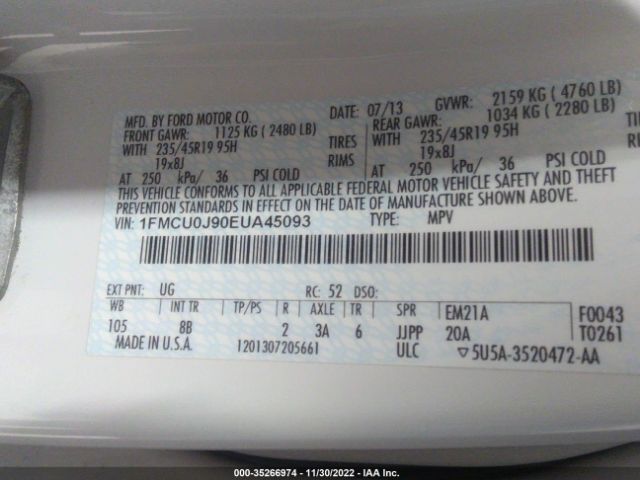 MFD. BY FORD MOTOR CO. DATE: 07/13 GVWR: 2159 KG ( 4760 LB)
FRONT GAWR: 1125 KG ( 2480 LB) REAR GAWR: 1034 KG ( 2280 LB)
WITH 235/45R19 95H TIRES WITH 235/45R19 95H TIRE
19x8J RIMS 19x8J RIM
AT 250 kPa/ 36 PSI COLD AT 250 kPa/ 36 PSI COLD
THIS VEHICLE CONFORMS TO ALL APPLICABLE FEDERAL MOTOR VEHICLE SAFETY AND THEFT
PREVENTION STANDARDS IN EFFECT ON THE DATE OF MANUFACTURE SHOWN ABOVE.
VIN: 1FMCU0J90EUA45093 TYPE: MPV
EXT PNT: UG RC: 52 DSO:
WB INT TR TP/PS R AXLE TR SPR EM21A F0043
105 8B 2 3A 6 JJPP 20A T0261
MADE IN U.S.A. 1201307205661 ULC ▽5U5A-3520472-AA
000-35266974 - 11/30/2022 - IAA Inc.